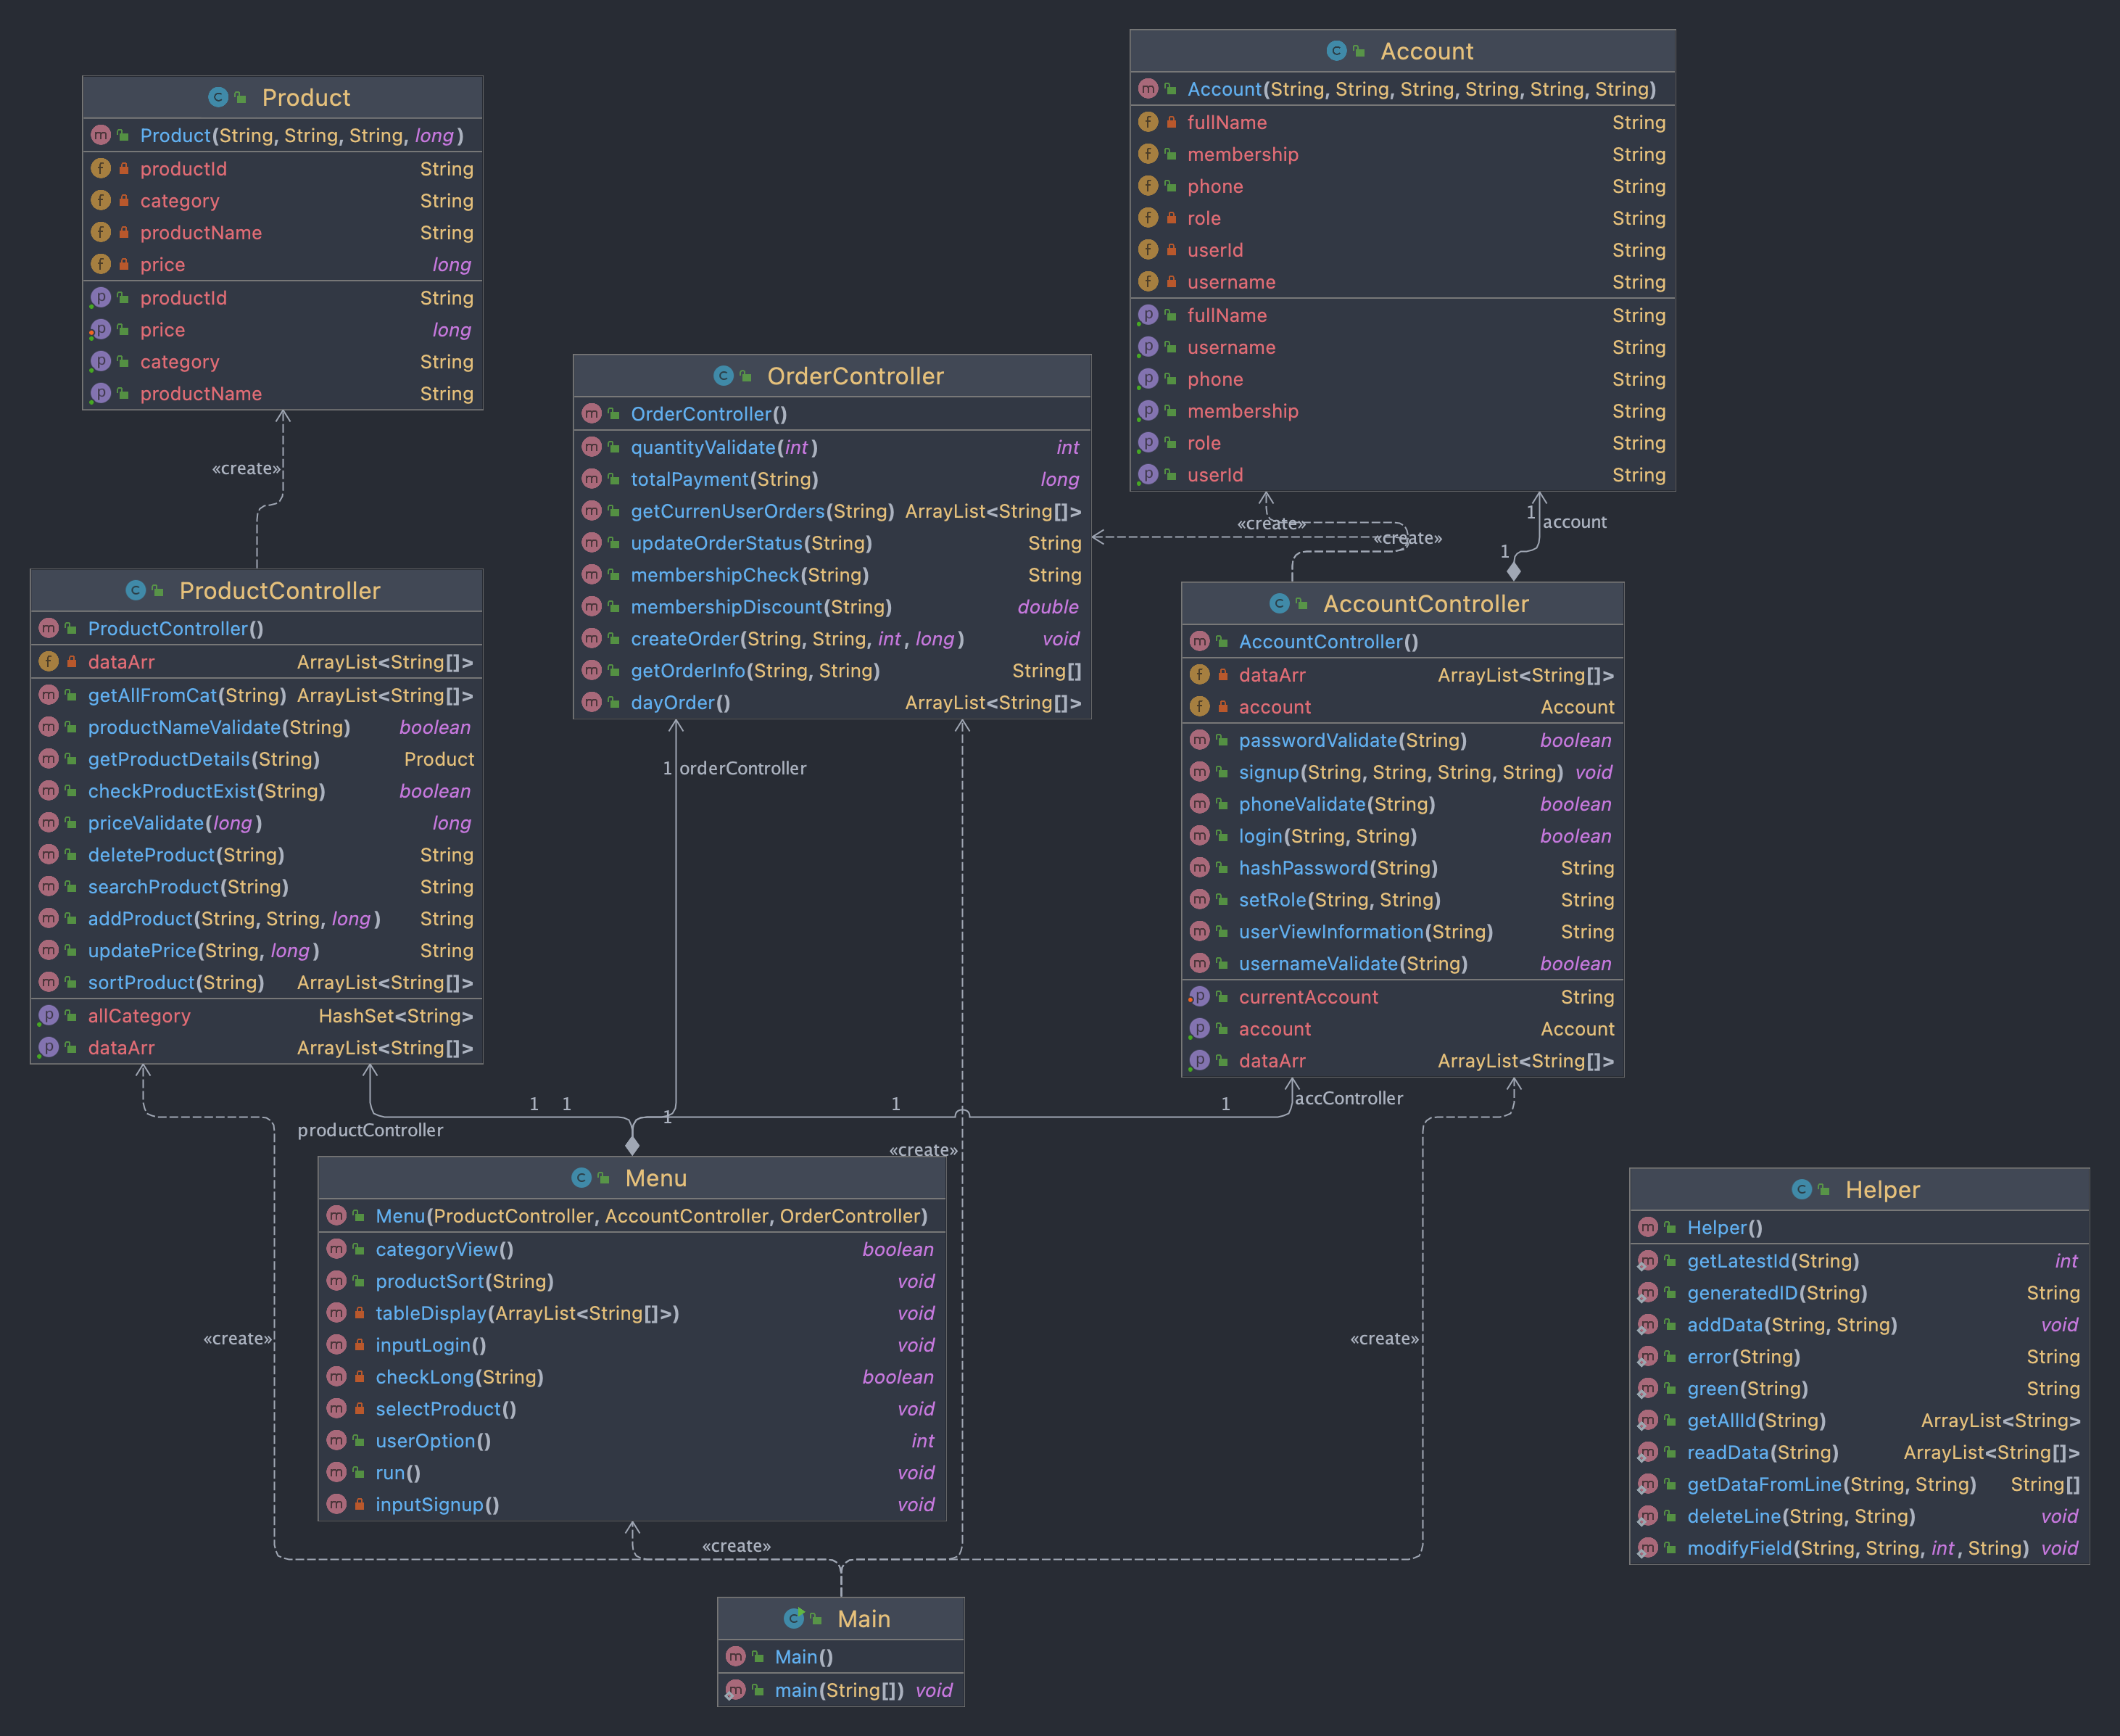 Product
Product(String, String, String, long)
productId String
category String
productName String
price long
productId String
price long
category String
productName String
«create»
ProductController
ProductController()
dataArr ArrayList<String[]>
getAllFromCat(String) ArrayList<String[]>
productNameValidate(String) boolean
getProductDetails(String) Product
checkProductExist(String) boolean
priceValidate(long) long
deleteProduct(String) String
searchProduct(String) String
addProduct(String, String, long) String
updatePrice(String, long) String
sortProduct(String) ArrayList<String[]>
allCategory HashSet<String>
dataArr ArrayList<String[]>
OrderController
OrderController()
quantityValidate(int) int
totalPayment(String) long
getCurrenUserOrders(String) ArrayList<String[]>
updateOrderStatus(String) String
membershipCheck(String) String
membershipDiscount(String) double
createOrder(String, String, int, long) void
getOrderInfo(String, String) String[]
dayOrder() ArrayList<String[]>
1 orderController
Account
Account(String, String, String, String, String, String)
fullName String
membership String
phone String
role String
userId String
username String
fullName String
username String
phone String
membership String
role String
userId String
«create»
«create»
1 account
1
AccountController
AccountController()
dataArr ArrayList<String[]>
account Account
passwordValidate(String) boolean
signup(String, String, String, String) void
phoneValidate(String) boolean
login(String, String) boolean
hashPassword(String) String
setRole(String, String) String
userViewInformation(String) String
usernameValidate(String) boolean
currentAccount String
account Account
dataArr ArrayList<String[]>
1 1 1 1 accController
1
productController
«create»
Menu
Menu(ProductController, AccountController, OrderController)
categoryView() boolean
productSort(String) void
tableDisplay(ArrayList<String[]>) void
inputLogin() void
checkLong(String) boolean
selectProduct() void
userOption() int
run() void
inputSignup() void
«create»
«create»
«create»
Helper
Helper()
getLatestId(String) int
generatedID(String) String
addData(String, String) void
error(String) String
green(String) String
getAllId(String) ArrayList<String>
readData(String) ArrayList<String[]>
getDataFromLine(String, String) String[]
deleteLine(String, String) void
modifyField(String, String, int, String) void
Main
Main()
main(String[]) void